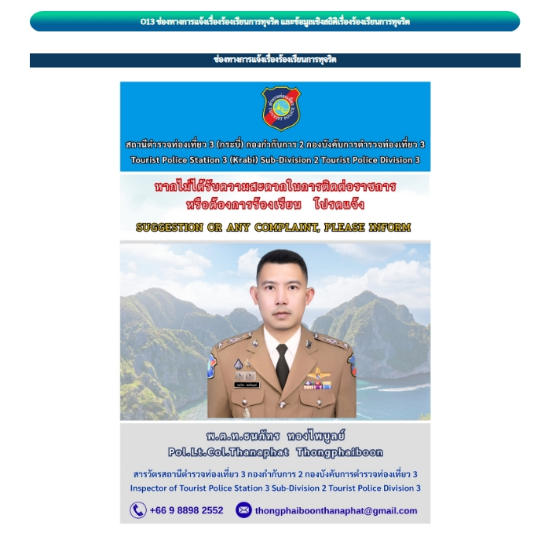 O13 ช่องทางการแจ้งเรื่องร้องเรียนการทุจริต และข้อมูลเชิงสถิติเรื่องร้องเรียนการทุจริต
ช่องทางการแจ้งเรื่องร้องเรียนการทุจริต
สถานีตำรวจท่องเที่ยว 3 (กระบี่) กองกำกับการ 2 กองบังคับการตำรวจท่องเที่ยว 3
Tourist Police Station 3 (Krabi) Sub-Division 2 Tourist Police Division 3
หากไม่ได้รับความสะดวกในการติดต่อราชการ
หรือต้องการร้องเรียน โปรดแจ้ง
SUGGESTION OR ANY COMPLAINT, PLEASE INFORM
พ.ต.ท.ธนภัทร ทองไพบูลย์
Pol.Lt.Col.Thanaphat Thongphaiboon
สารวัตรสถานีตำรวจท่องเที่ยว 3 กองกำกับการ 2 กองบังคับการตำรวจท่องเที่ยว 3
Inspector of Tourist Police Station 3 Sub-Division 2 Tourist Police Division 3
+66 9 8898 2552 thongphaiboonthanaphat@gmail.com